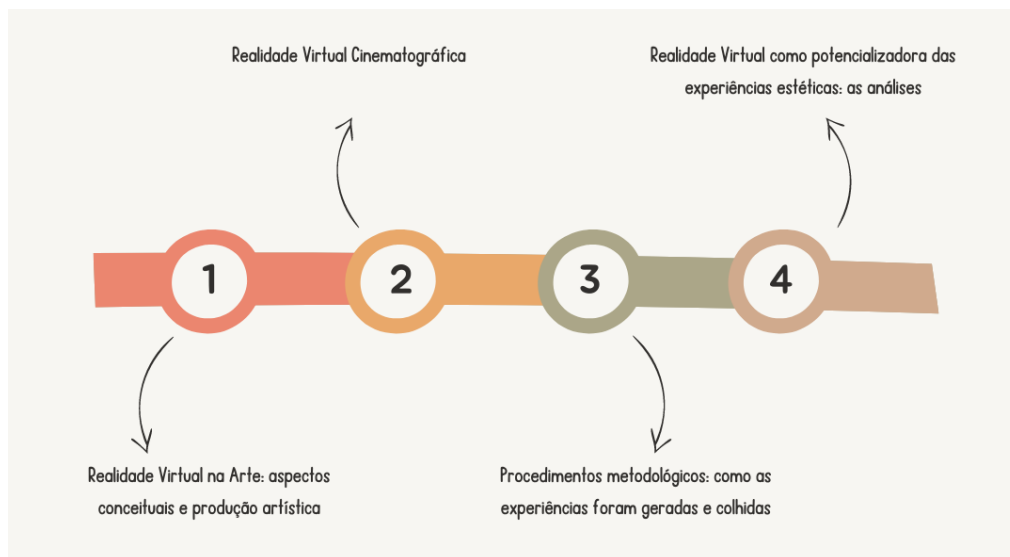 Realidade Virtual Cinematográfica
Realidade Virtual como potencializadora das
experiências estéticas: as análises
1
2
3
4
Realidade Virtual na Arte: aspectos
conceituais e produção artística
Procedimentos metodológicos: como as
experiências foram geradas e colhidas